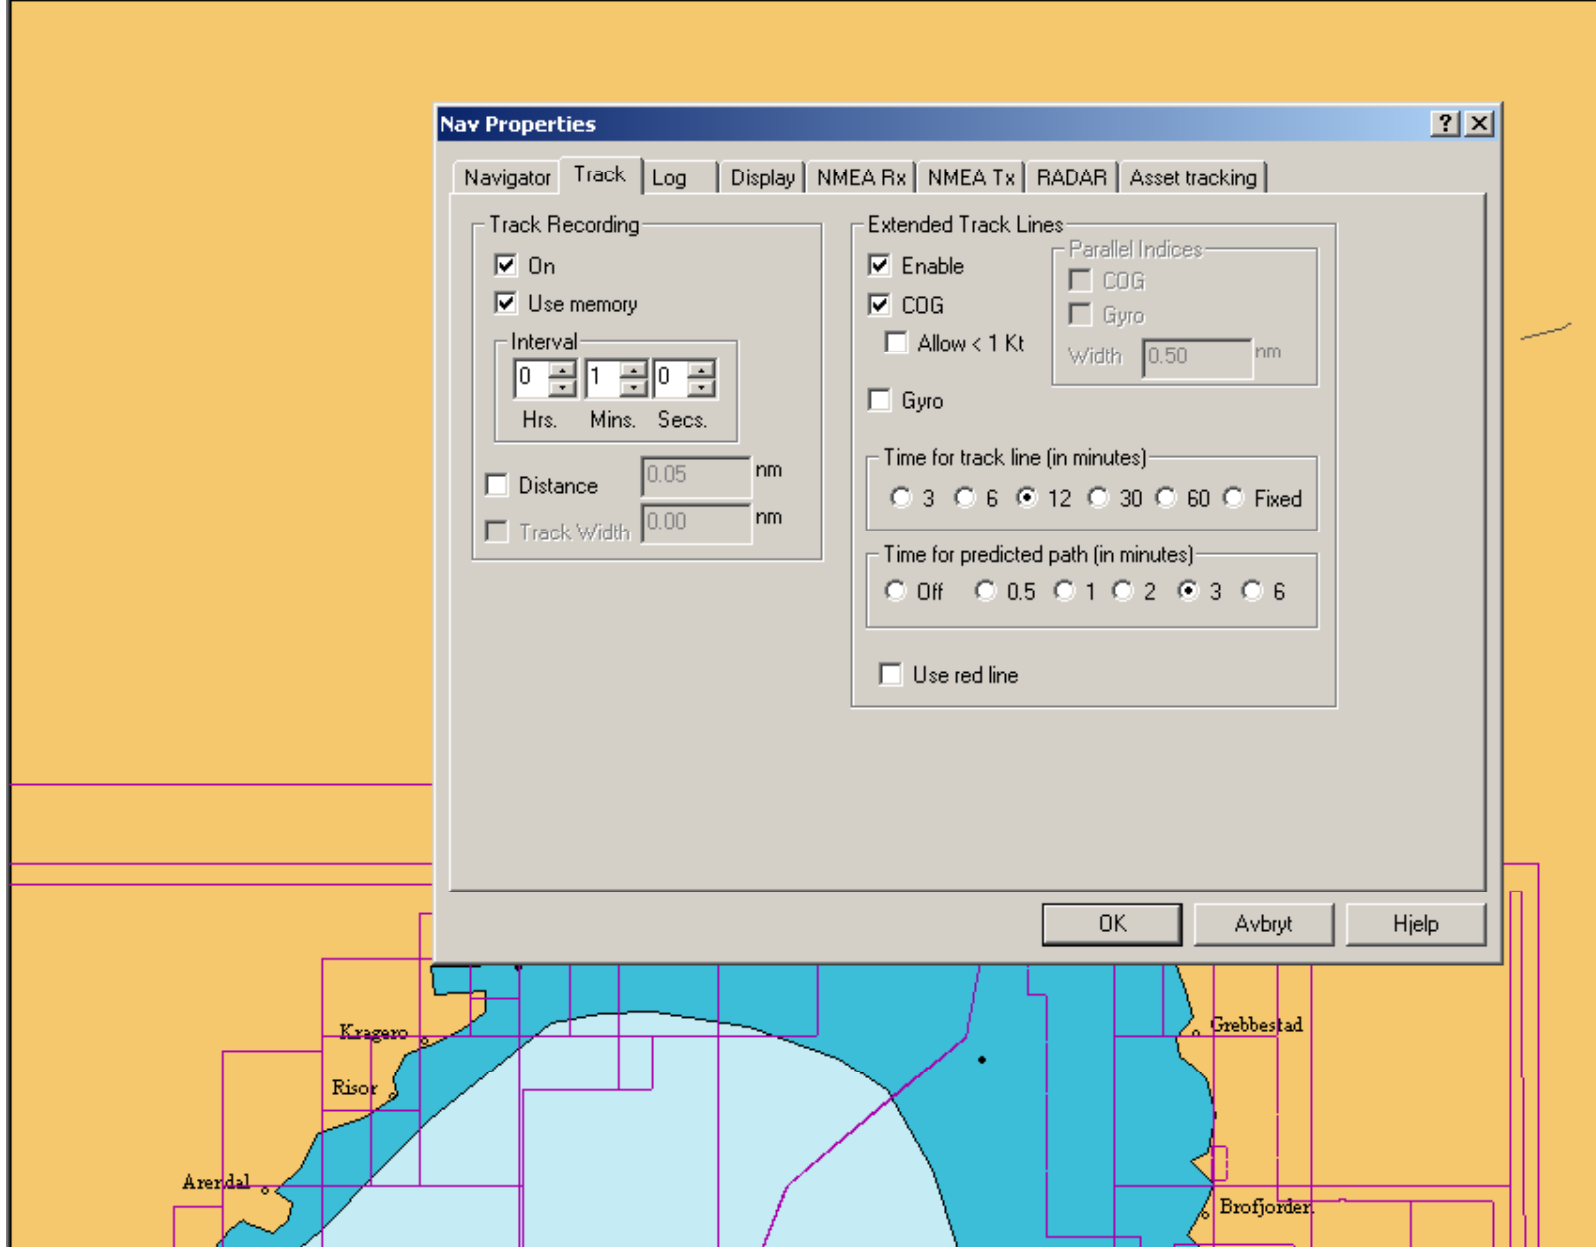 Nav Properties
Navigator Track Log Display NMEA Rx NMEA Tx RADAR Asset tracking
Track Recording
On
Use memory
Interval
0 1 0
Hrs. Mins. Secs.
Distance 0.05 nm
Track Width 0.00 nm
Extended Track Lines
Enable
COG
Allow < 1 Kt
Gyro
Parallel Indices
COG
Gyro
Width 0.50 nm
Time for track line (in minutes)
3 6 12 30 60 Fixed
Time for predicted path (in minutes)
Off 0.5 1 2 3 6
Use red line
OK Avbryt Hjelp
Kragero
Grebbestad
Risor
Arendal
Brofjorden